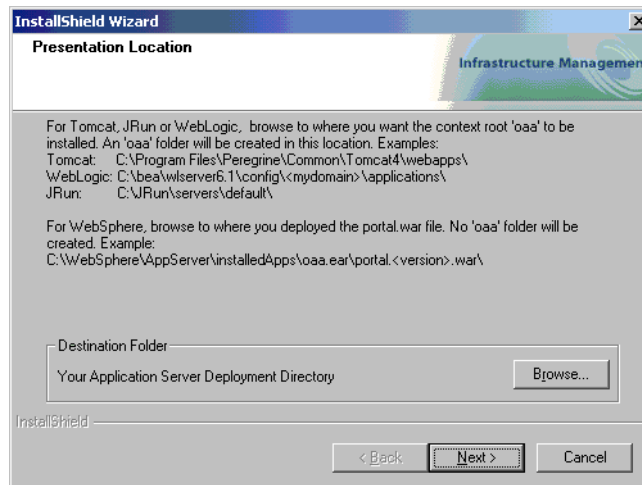 InstallShield Wizard
Presentation Location
Infrastructure Managemen
For Tomcat, JRun or WebLogic, browse to where you want the context root 'oaa' to be
installed. An 'oaa' folder will be created in this location. Examples:
Tomcat: C:\Program Files\Peregrine\Common\Tomcat4\webapps\
WebLogic: C:\bea\wlserver6.1\config\<mydomain>\applications\
JRun: C:\JRun\servers\default\
For WebSphere, browse to where you deployed the portal.war file. No 'oaa' folder will be
created. Example:
C:\WebSphere\AppServer\installedApps\oaa.ear\portal.<version>.war\
Destination Folder
Your Application Server Deployment Directory
Browse...
InstallShield
< Back
Next >
Cancel